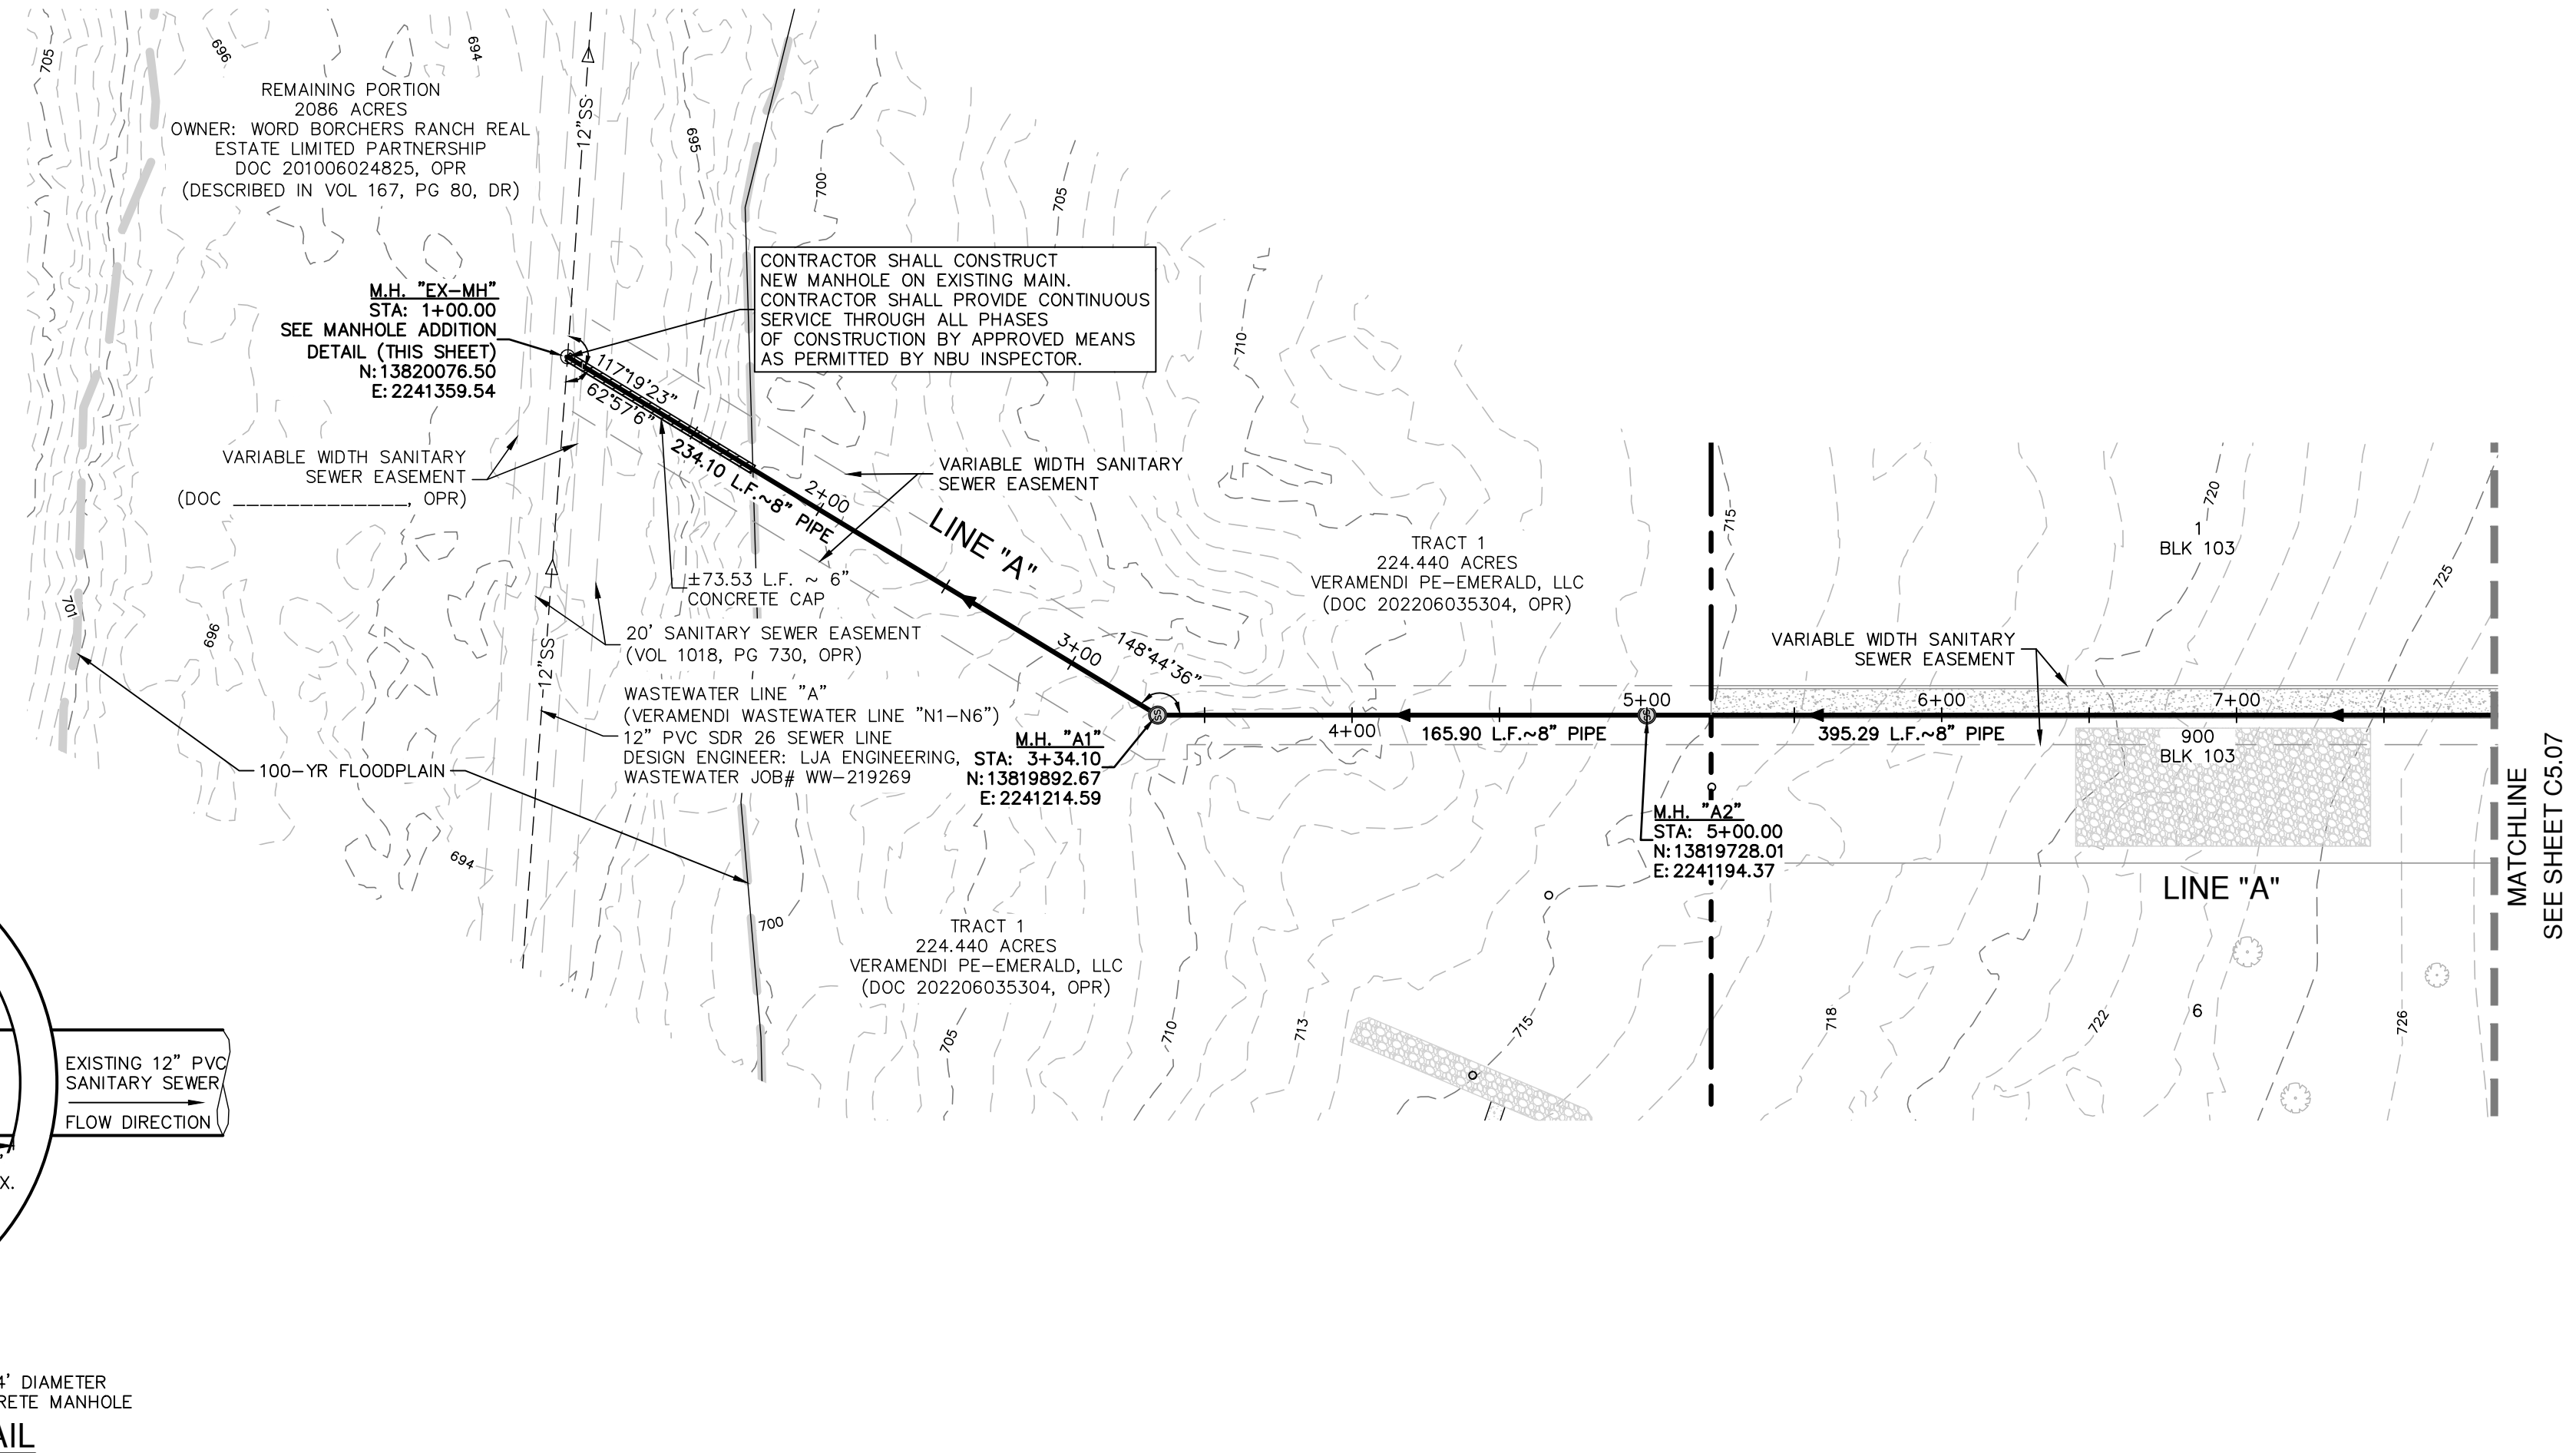 705
696
694
REMAINING PORTION
2086 ACRES
OWNER: WORD BORCHERS RANCH REAL
ESTATE LIMITED PARTNERSHIP
DOC 201006024825, OPR
(DESCRIBED IN VOL 167, PG 80, DR)
12"SS
695
700
705
CONTRACTOR SHALL CONSTRUCT
NEW MANHOLE ON EXISTING MAIN.
CONTRACTOR SHALL PROVIDE CONTINUOUS
SERVICE THROUGH ALL PHASES
OF CONSTRUCTION BY APPROVED MEANS
AS PERMITTED BY NBU INSPECTOR.
M.H. "EX-MH"
STA: 1+00.00
SEE MANHOLE ADDITION
DETAIL (THIS SHEET)
N:13820076.50
E:2241359.54
710
117°19'23"
62°57'6"
234.10 L.F.~8" PIPE
VARIABLE WIDTH SANITARY
SEWER EASEMENT
(DOC _____________, OPR)
VARIABLE WIDTH SANITARY
SEWER EASEMENT
2+00
LINE "A"
±73.53 L.F. ~ 6"
CONCRETE CAP
701
696
12"SS
20' SANITARY SEWER EASEMENT
(VOL 1018, PG 730, OPR)
3+00
148°44'36"
TRACT 1
224.440 ACRES
VERAMENDI PE-EMERALD, LLC
(DOC 202206035304, OPR)
715
720
1
BLK 103
725
VARIABLE WIDTH SANITARY
SEWER EASEMENT
WASTEWATER LINE "A"
(VERAMENDI WASTEWATER LINE "N1-N6")
12" PVC SDR 26 SEWER LINE
DESIGN ENGINEER: LJA ENGINEERING,
WASTEWATER JOB# WW-219269
SS
M.H. "A1"
STA: 3+34.10
N:13819892.67
E:2241214.59
4+00
165.90 L.F.~8" PIPE
5+00
SS
395.29 L.F.~8" PIPE
6+00
7+00
900
BLK 103
100-YR FLOODPLAIN
M.H. "A2"
STA: 5+00.00
N:13819728.01
E:2241194.37
LINE "A"
MATCHLINE
SEE SHEET C5.07
694
700
TRACT 1
224.440 ACRES
VERAMENDI PE-EMERALD, LLC
(DOC 202206035304, OPR)
705
710
713
715
718
722
6
726
EXISTING 12" PVC
SANITARY SEWER
FLOW DIRECTION
X.
4' DIAMETER
RETE MANHOLE
AIL